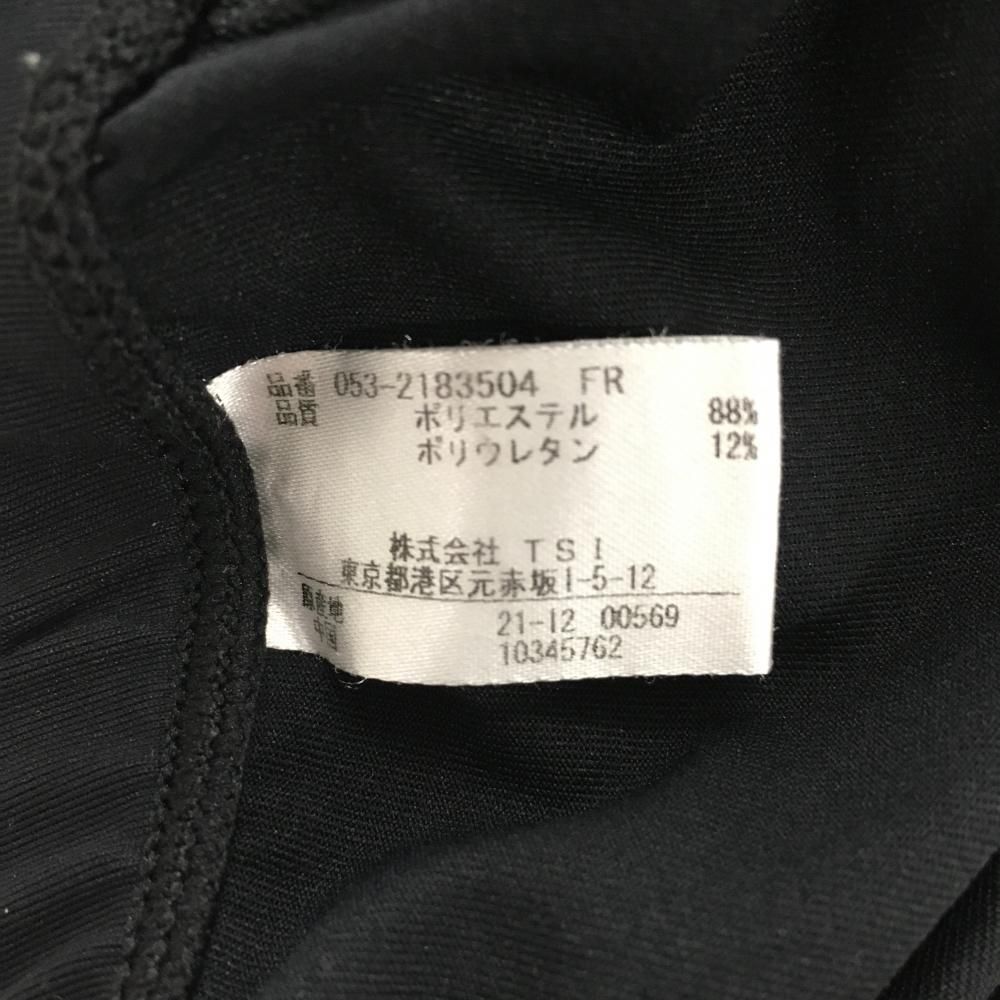 品番 053-2183504 FR
品質 ポリエステル 88%
ポリウレタン 12%
株式会社 TSI
東京都港区元赤坂1-5-12
原産地 21-12 00569
中国 10345762